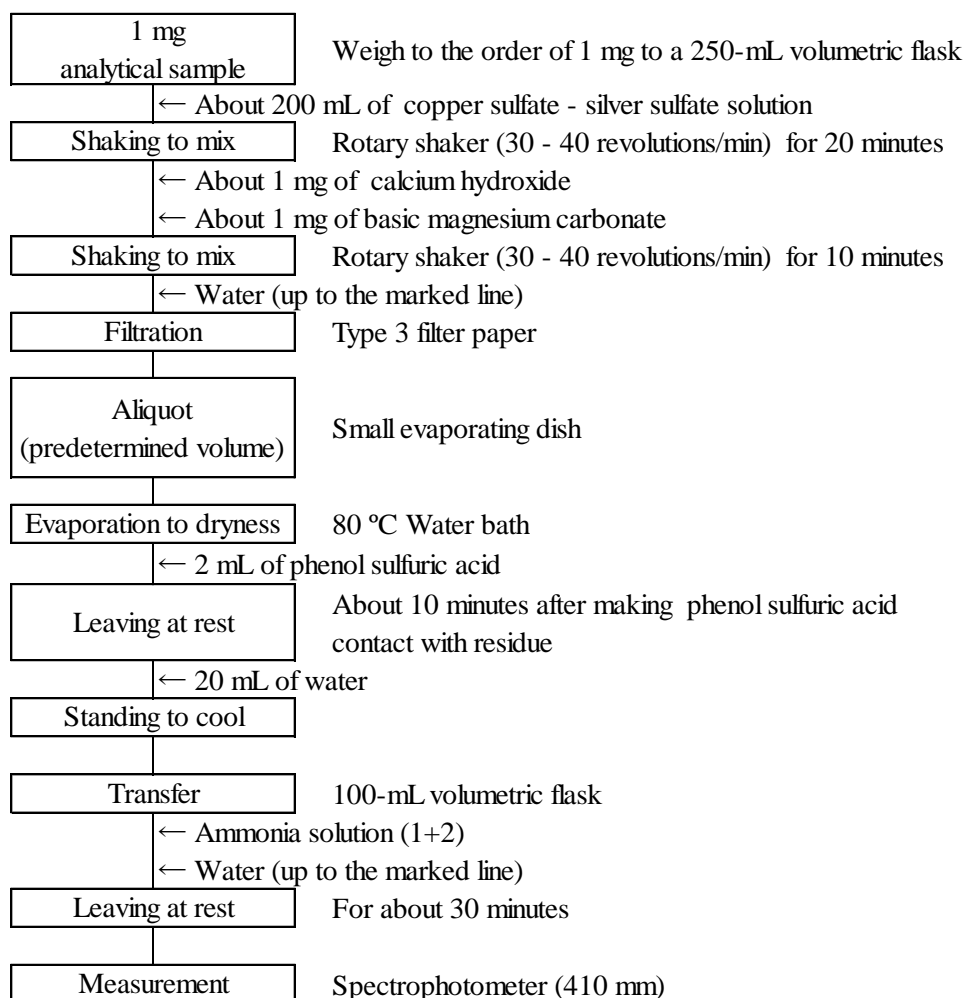 1 mg
analytical sample
Weigh to the order of 1 mg to a 250-mL volumetric flask
← About 200 mL of copper sulfate - silver sulfate solution
Shaking to mix
Rotary shaker (30 - 40 revolutions/min) for 20 minutes
← About 1 mg of calcium hydroxide
← About 1 mg of basic magnesium carbonate
Shaking to mix
Rotary shaker (30 - 40 revolutions/min) for 10 minutes
← Water (up to the marked line)
Filtration
Type 3 filter paper
Aliquot
(predetermined volume)
Small evaporating dish
Evaporation to dryness
80 ºC Water bath
← 2 mL of phenol sulfuric acid
Leaving at rest
About 10 minutes after making phenol sulfuric acid
contact with residue
← 20 mL of water
Standing to cool
Transfer
100-mL volumetric flask
← Ammonia solution (1+2)
← Water (up to the marked line)
Leaving at rest
For about 30 minutes
Measurement
Spectrophotometer (410 mm)